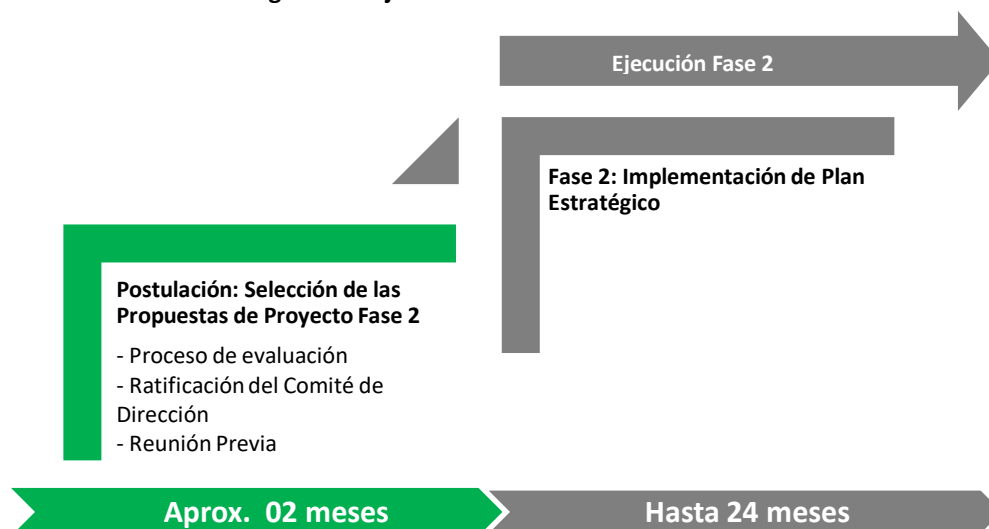 Ejecución Fase 2
Fase 2: Implementación de Plan
Estratégico
Postulación: Selección de las
Propuestas de Proyecto Fase 2
- Proceso de evaluación
- Ratificación del Comité de
Dirección
- Reunión Previa
Aprox. 02 meses
Hasta 24 meses